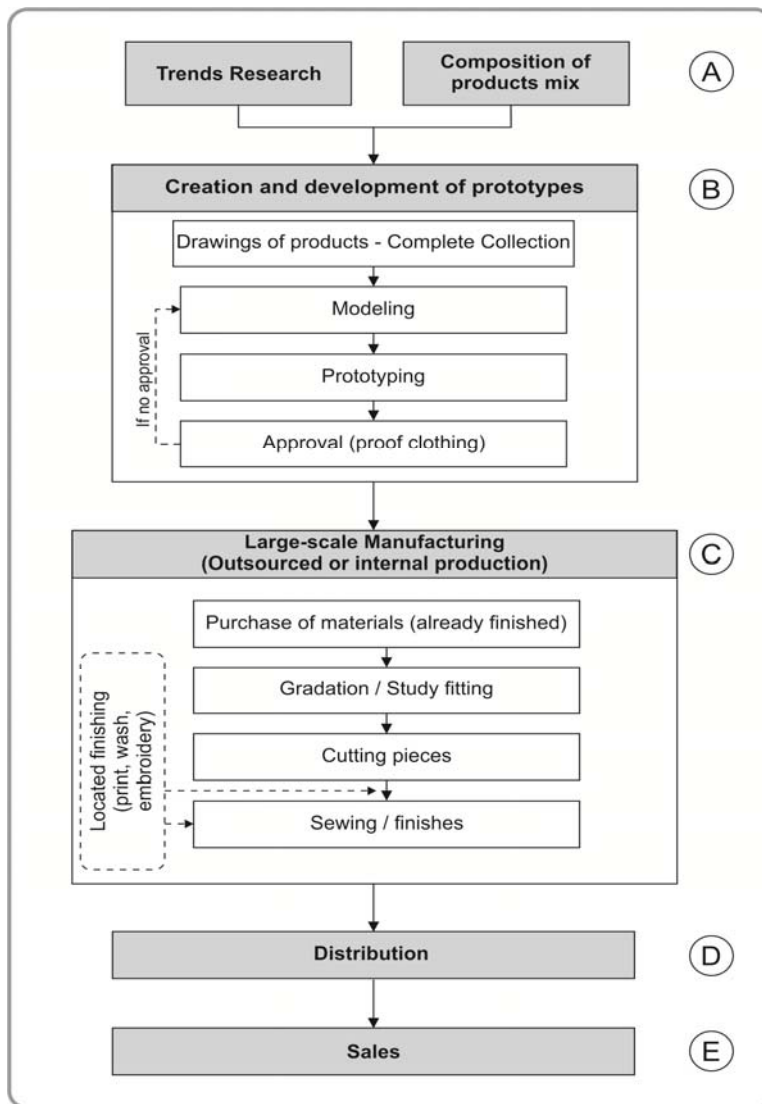 Trends Research
Composition of
products mix
A
Creation and development of prototypes
B
Drawings of products - Complete Collection
Modeling
If no approval
Prototyping
Approval (proof clothing)
Large-scale Manufacturing
(Outsourced or internal production)
C
Purchase of materials (already finished)
Gradation / Study fitting
Located finishing
(print, wash,
embroidery)
Cutting pieces
Sewing / finishes
Distribution
D
Sales
E